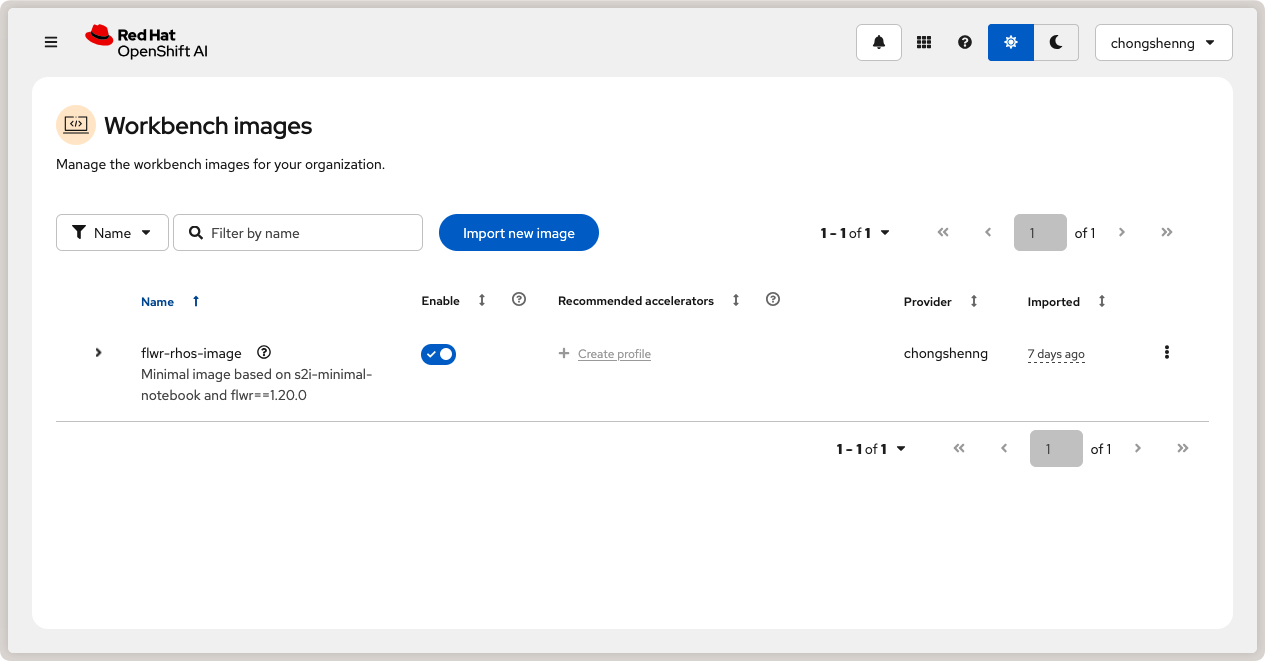 Red Hat
OpenShift AI
chongshenng
Workbench images
Manage the workbench images for your organization.
Name
Filter by name
Import new image
1 - 1 of 1
1
of 1
Name
Enable
Recommended accelerators
Provider
Imported
flwr-rhos-image
Create profile
chongshenng
7 days ago
Minimal image based on s2i-minimal-
notebook and flwr==1.20.0
1 - 1 of 1
1
of 1